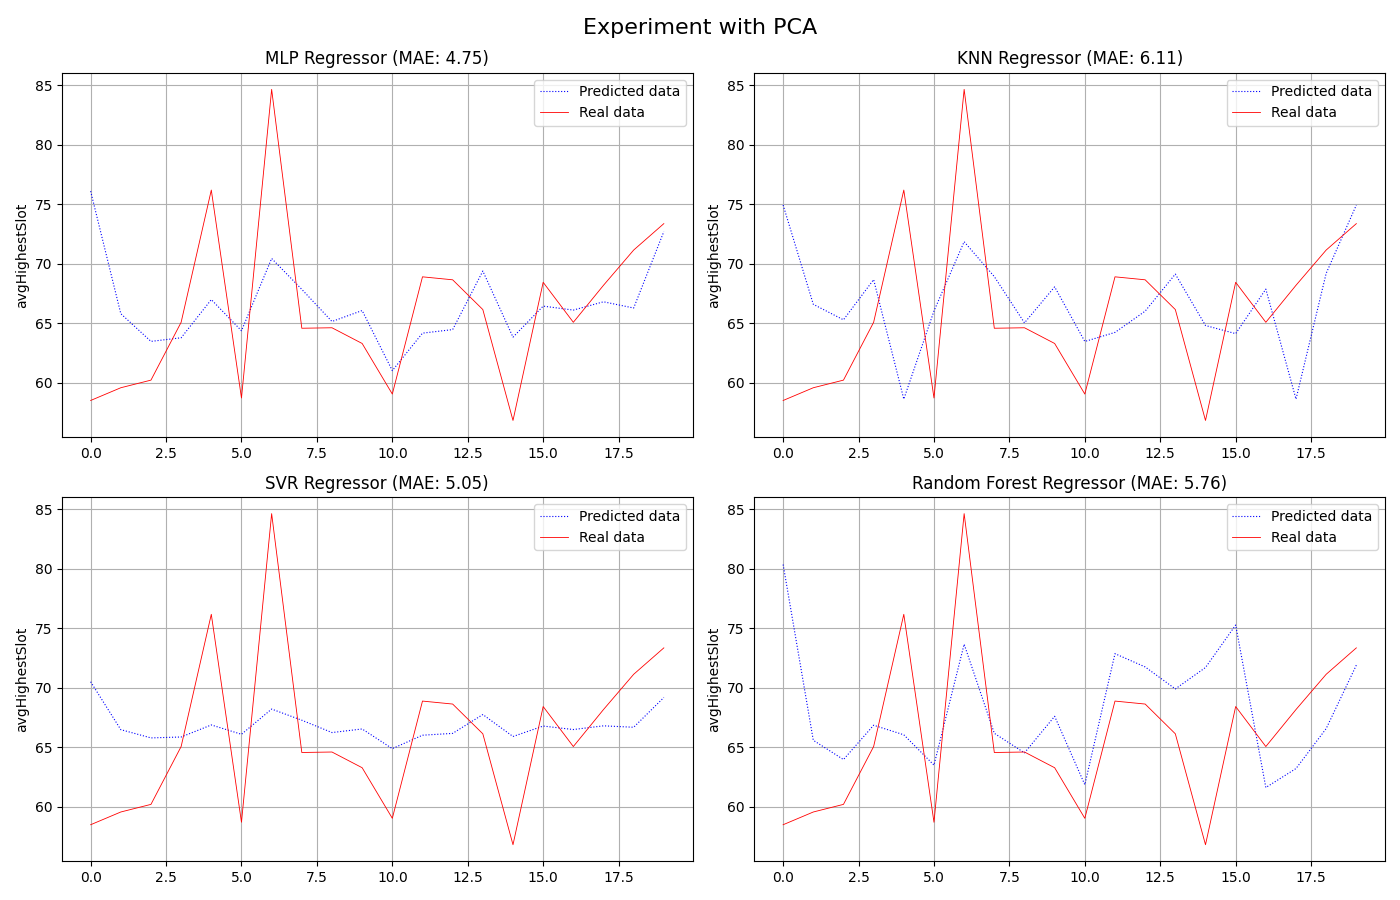 Experiment with PCA
MLP Regressor (MAE: 4.75)
85
80
75
70
65
60
avgHighestSlot
Predicted data
Real data
0.0 2.5 5.0 7.5 10.0 12.5 15.0 17.5
KNN Regressor (MAE: 6.11)
85
80
75
70
65
60
avgHighestSlot
Predicted data
Real data
0.0 2.5 5.0 7.5 10.0 12.5 15.0 17.5
SVR Regressor (MAE: 5.05)
85
80
75
70
65
60
avgHighestSlot
Predicted data
Real data
0.0 2.5 5.0 7.5 10.0 12.5 15.0 17.5
Random Forest Regressor (MAE: 5.76)
85
80
75
70
65
60
avgHighestSlot
Predicted data
Real data
0.0 2.5 5.0 7.5 10.0 12.5 15.0 17.5